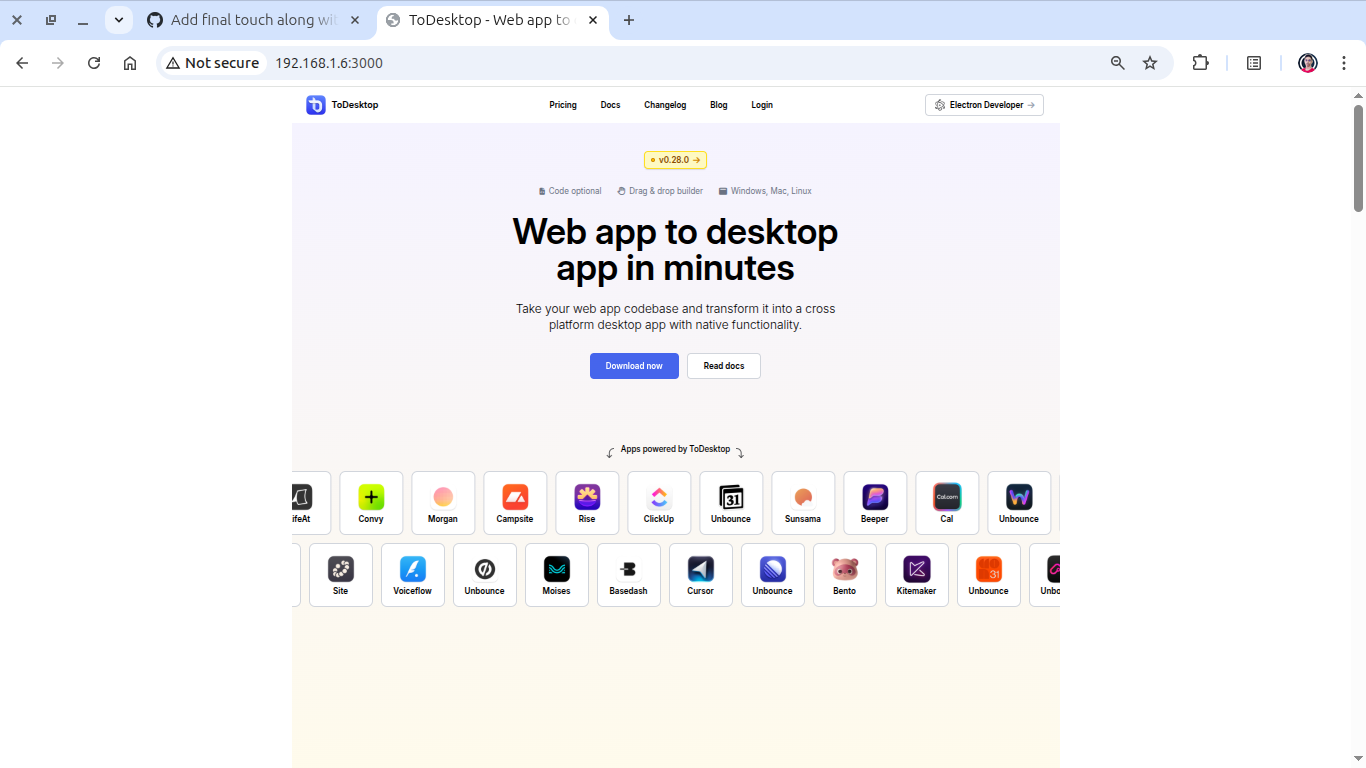 Add final touch along wit
ToDesktop - Web app to
Not secure
192.168.1.6:3000
ToDesktop
Pricing
Docs
Changelog
Blog
Login
Electron Developer →
v0.28.0 →
Code optional
Drag & drop builder
Windows, Mac, Linux
Web app to desktop
app in minutes
Take your web app codebase and transform it into a cross
platform desktop app with native functionality.
Download now
Read docs
Apps powered by ToDesktop
ifeAt
Convy
Morgan
Campsite
Rise
ClickUp
31
Unbounce
Sunsama
Beeper
Cal.com
Cal
Unbounce
Site
Voiceflow
Unbounce
Moises
Basedash
Cursor
Unbounce
Bento
Kitemaker
31
Unbounce
Unbo